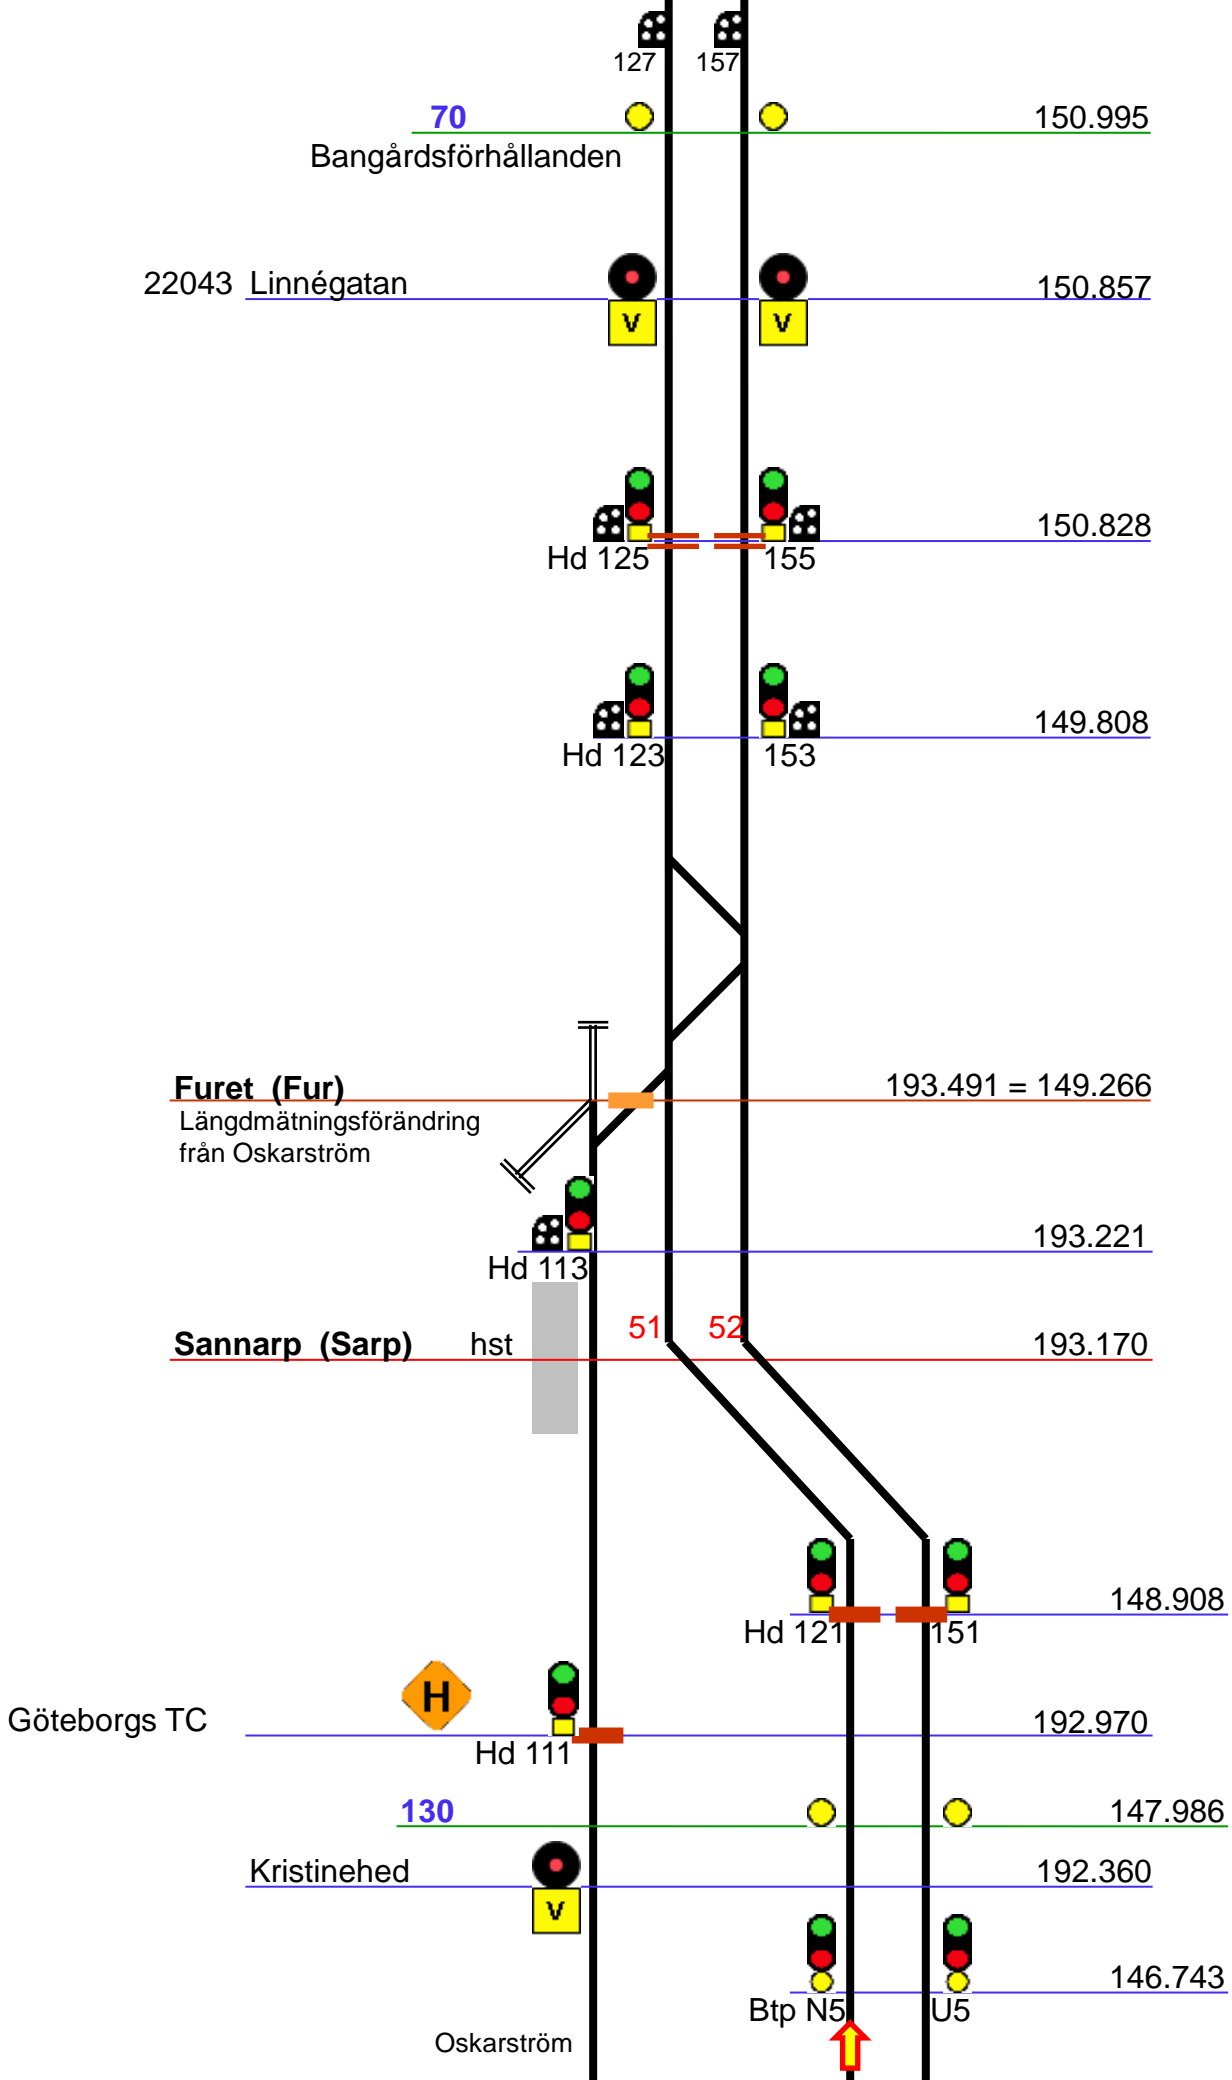 127 157
70 150.995
Bangårdsförhållanden
22043 Linnégatan 150.857
V V
150.828
Hd 125 155
149.808
Hd 123 153
Furet (Fur) 193.491 = 149.266
Längdmätningsförändring
från Oskarström
193.221
Hd 113
51 52
Sannarp (Sarp) hst 193.170
148.908
Hd 121 151
H
Göteborgs TC 192.970
Hd 111
130 147.986
Kristinehed 192.360
V
146.743
Btp N5 U5
Oskarström